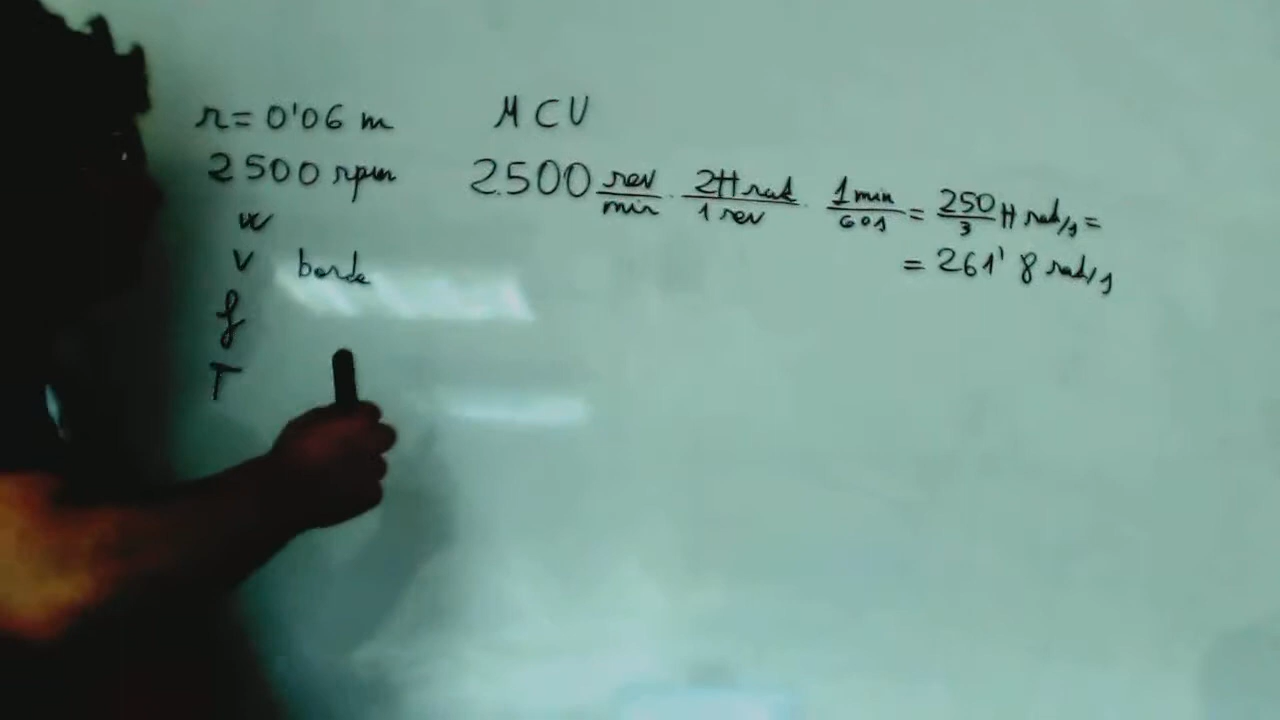 r = 0'06 m
2500 rpm
w
v borde
f
T
MCU
2500 rev/min · 2π rad/1 rev · 1 min/60 s = 250/3 π rad/s =
= 261'8 rad/s